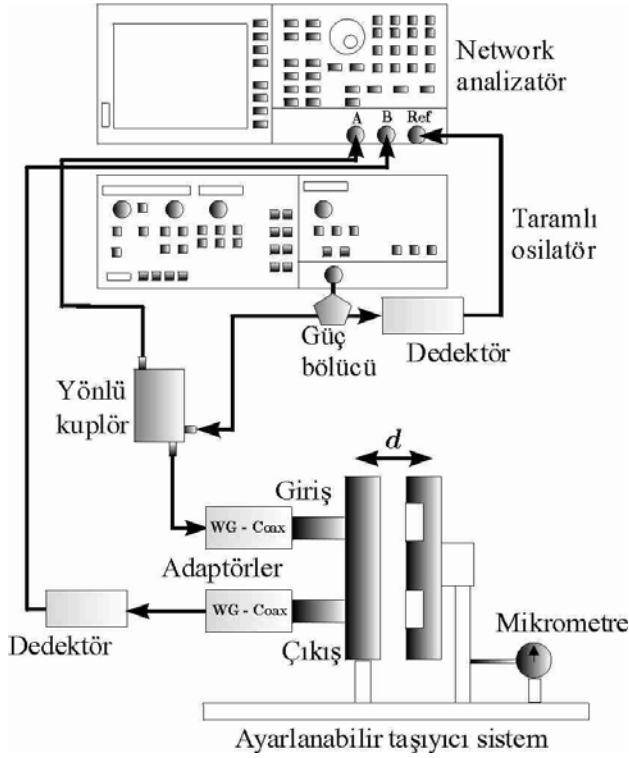 Network
analizatör
A B Ref
Taramlı
osilatör
Güç
bölücü
Dedektör
Yönlü
kuplör
d
Giriş
WG - Coax
Adaptörler
WG - Coax
Dedektör
Çıkış
Mikrometre
Ayarlanabilir taşıyıcı sistem